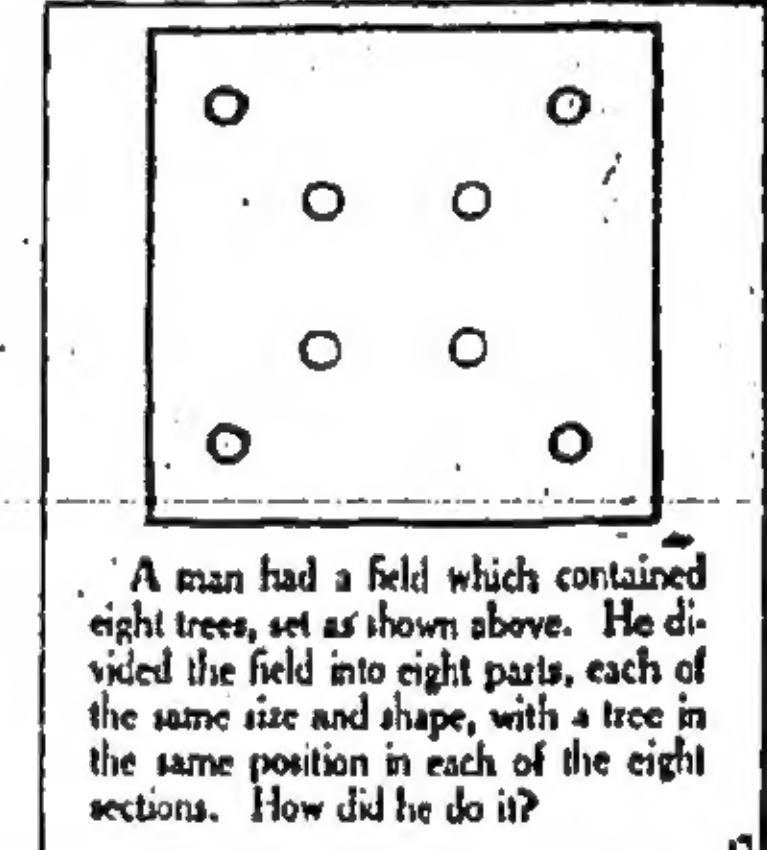 A man had a field which contained
eight trees, set as shown above. He di-
vided the field into eight parts, each of
the same size and shape, with a tree in
the same position in each of the eight
sections. How did he do it?